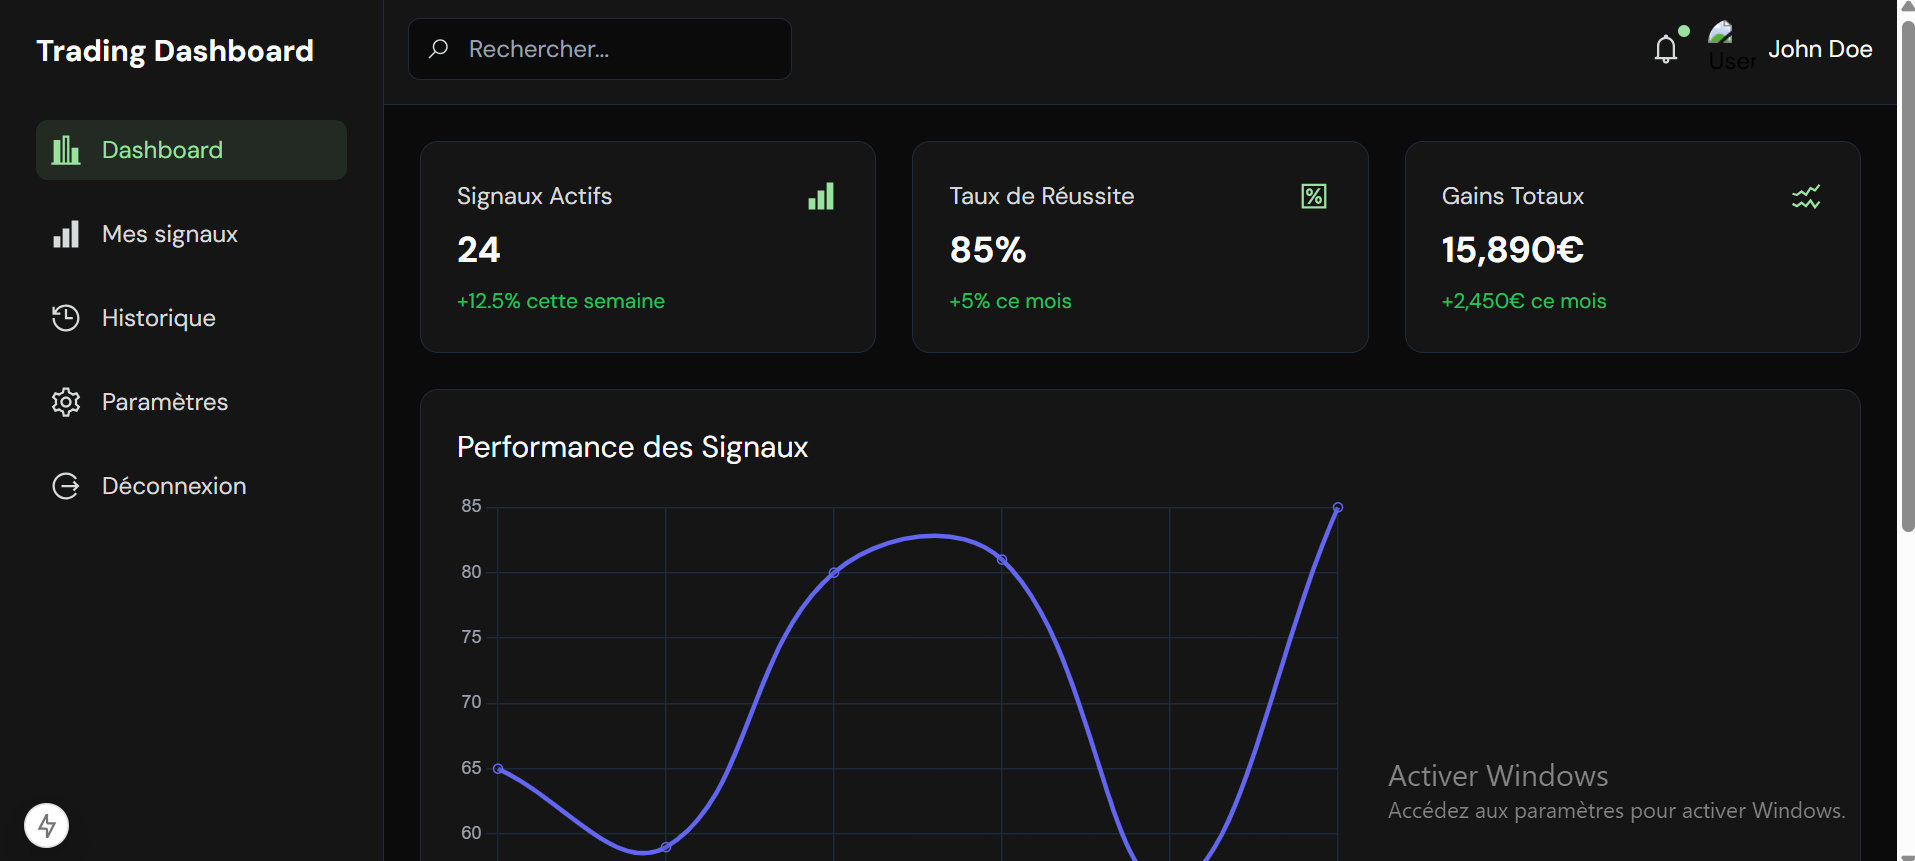 Trading Dashboard
Rechercher...
User
John Doe
Dashboard
Mes signaux
Historique
Paramètres
Déconnexion
Signaux Actifs
24
+12.5% cette semaine
Taux de Réussite
%
85%
+5% ce mois
Gains Totaux
15,890€
+2,450€ ce mois
Performance des Signaux
85
80
75
70
65
60
Activer Windows
Accédez aux paramètres pour activer Windows.